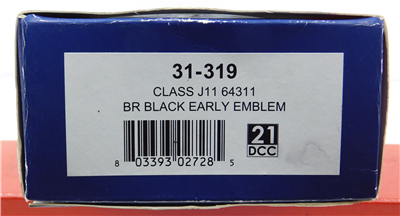 31-319
CLASS J11 64311
BR BLACK EARLY EMBLEM
21
DCC
8 03393 02728 5